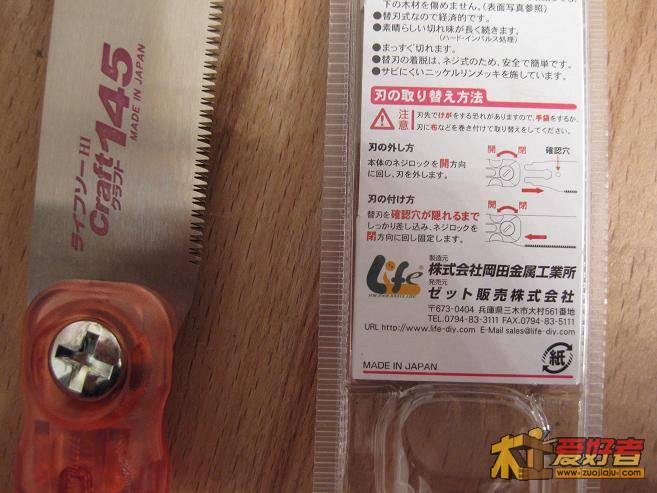 ライフソー HI
Craft 145
クラフト
MADE IN JAPAN
下の木材を傷めません。(表面写真参照)
●替刃式なので経済的です。
●素晴らしい切れ味が長く続きます。
(ハード・インパルス処理)
●まっすぐ切れます。
●替刃の着脱は、ネジ式のため、安全で簡単です。
●サビにくいニッケルリンメッキを施しています。
刃の取り替え方法
注意
刃先でけがをする恐れがありますので、手袋をするか、
刃に布などを巻き付けて取り替えをしてください。
刃の外し方
本体のネジロックを開方向
に回し、刃を外します。
開 閉 確認穴
刃の付け方
替刃を確認穴が隠れるまで
しっかり差し込み、ネジロックを
閉方向に回し固定します。
開 閉
Life
製造元
株式会社岡田金属工業所
発売元
ゼット販売株式会社
〒673-0404 兵庫県三木市大村561番地
TEL.0794-83-3111 FAX.0794-83-5111
URL http://www.life-diy.com E-Mail sales@life-diy.com
MADE IN JAPAN
紙
爱好者
www.zuojiaju.com